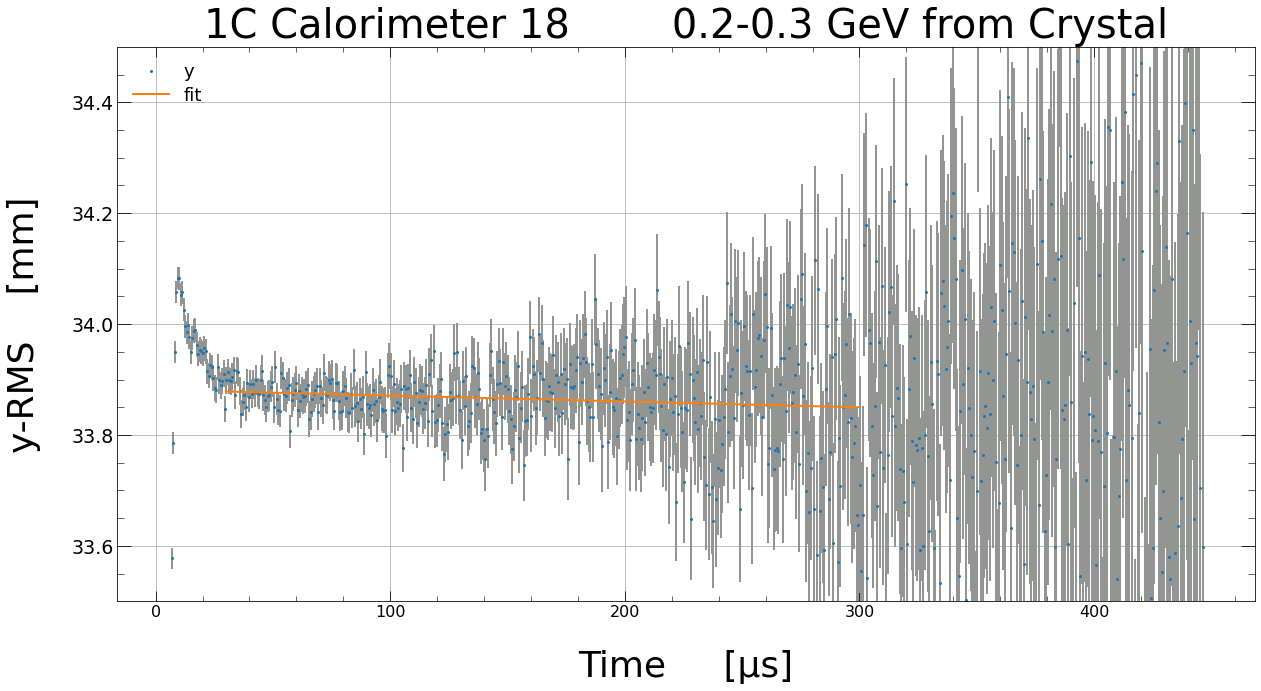 1C Calorimeter 18 0.2-0.3 GeV from Crystal
y
fit
34.4
34.2
34.0
33.8
33.6
y-RMS [mm]
0 100 200 300 400
Time [μs]